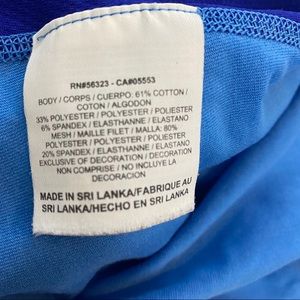 RN#56323 - CA#05553
BODY / CORPS / CUERPO: 61% COTTON /
COTON / ALGODON
33% POLYESTER / POLYESTER / POLIESTER
6% SPANDEX / ELASTHANNE / ELASTANO
MESH / MAILLE FILET / MALLA: 80%
POLYESTER / POLYESTER / POLIESTER
20% SPANDEX / ELASTHANNE / ELASTANO
EXCLUSIVE OF DECORATION / DECORATION
NON COMPRISE / NO INCLUYE LA
DECORACION
MADE IN SRI LANKA/FABRIQUE AU
SRI LANKA/HECHO EN SRI LANKA